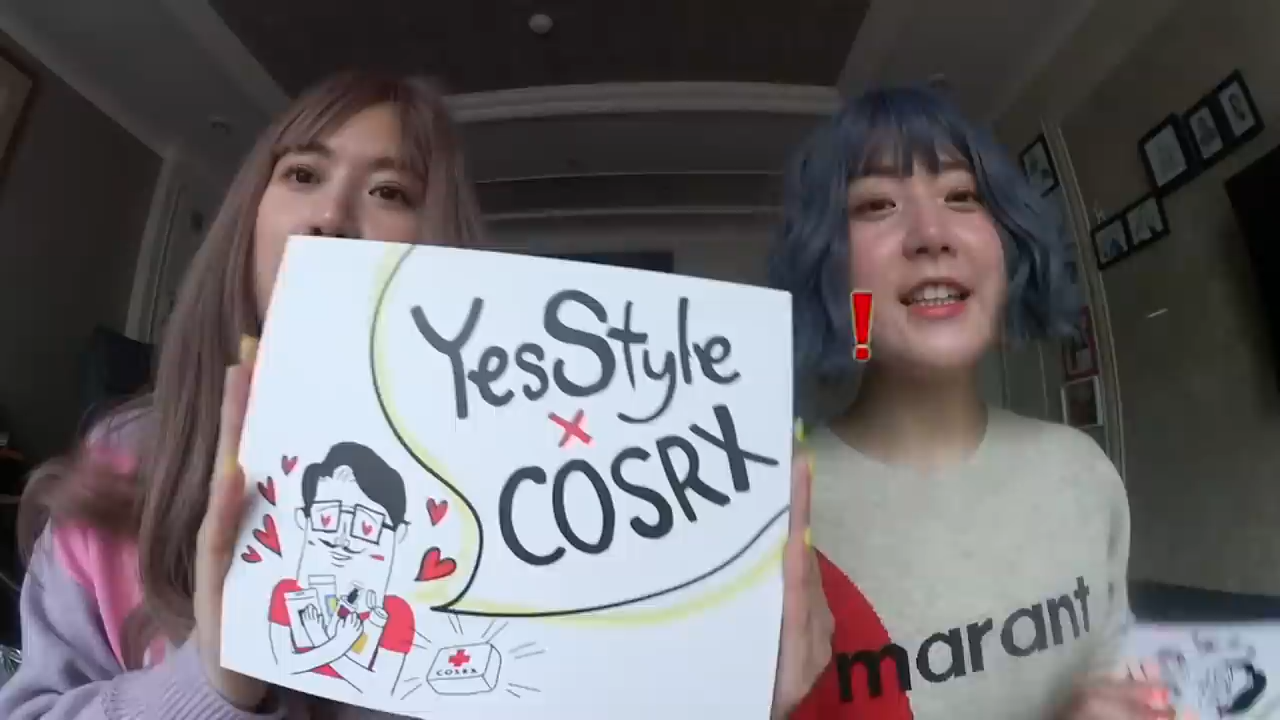 YesStyle
x
COSRX
COSRX
!
marant